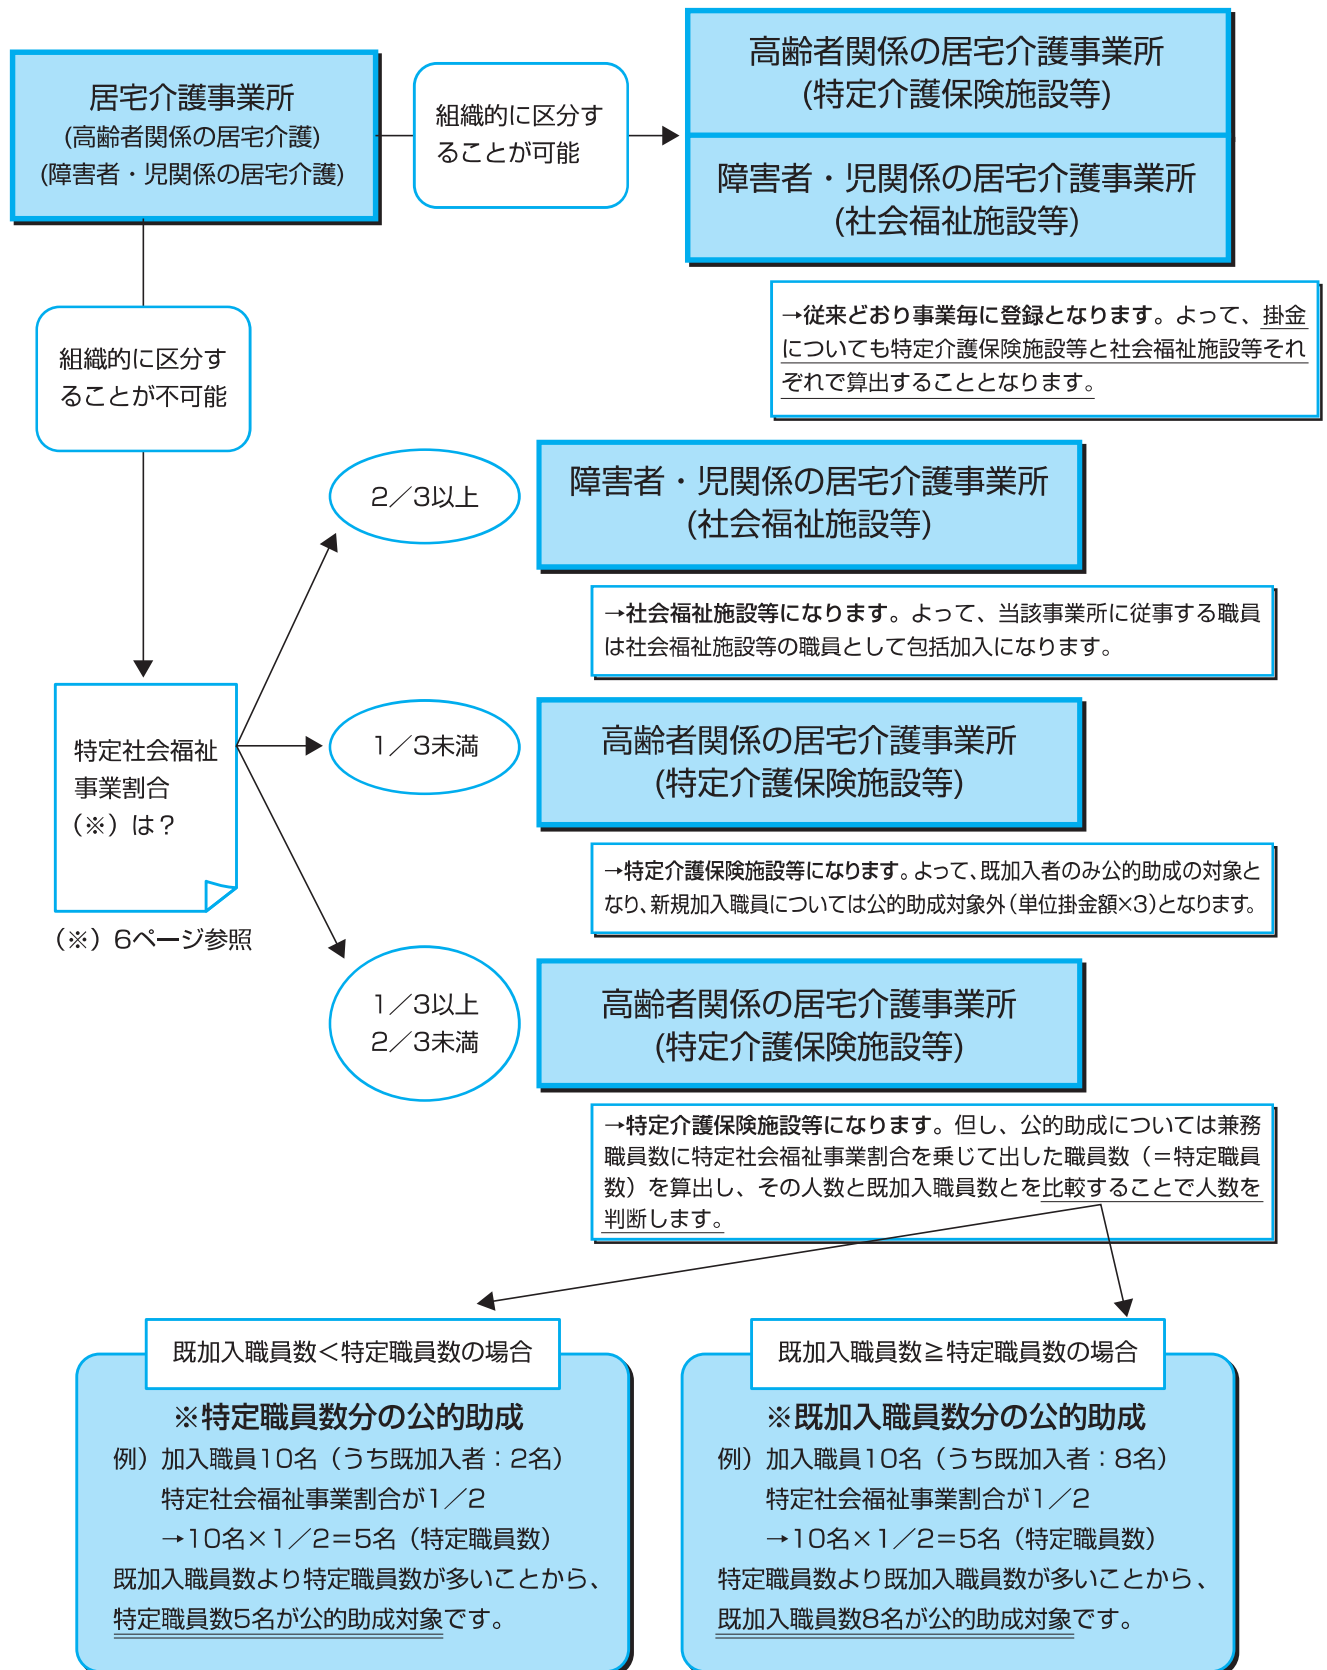 居宅介護事業所
(高齢者関係の居宅介護)
(障害者・児関係の居宅介護)
組織的に区分す
ることが可能
高齢者関係の居宅介護事業所
(特定介護保険施設等)
障害者・児関係の居宅介護事業所
(社会福祉施設等)
→従来どおり事業毎に登録となります。よって、掛金
についても特定介護保険施設等と社会福祉施設等それ
ぞれで算出することとなります。
組織的に区分す
ることが不可能
2／3以上
障害者・児関係の居宅介護事業所
(社会福祉施設等)
→社会福祉施設等になります。よって、当該事業所に従事する職員
は社会福祉施設等の職員として包括加入になります。
特定社会福祉
事業割合
（※）は？
（※）6ページ参照
1／3未満
高齢者関係の居宅介護事業所
(特定介護保険施設等)
→特定介護保険施設等になります。よって、既加入者のみ公的助成の対象と
なり、新規加入職員については公的助成対象外（単位掛金額×3）となります。
1／3以上
2／3未満
高齢者関係の居宅介護事業所
(特定介護保険施設等)
→特定介護保険施設等になります。但し、公的助成については兼務
職員数に特定社会福祉事業割合を乗じて出した職員数（＝特定職員
数）を算出し、その人数と既加入職員数とを比較することで人数を
判断します。
既加入職員数＜特定職員数の場合
※特定職員数分の公的助成
例）加入職員10名（うち既加入者：2名）
特定社会福祉事業割合が1／2
→10名×1／2＝5名（特定職員数）
既加入職員数より特定職員数が多いことから、
特定職員数5名が公的助成対象です。
既加入職員数≧特定職員数の場合
※既加入職員数分の公的助成
例）加入職員10名（うち既加入者：8名）
特定社会福祉事業割合が1／2
→10名×1／2＝5名（特定職員数）
特定職員数より既加入職員数が多いことから、
既加入職員数8名が公的助成対象です。